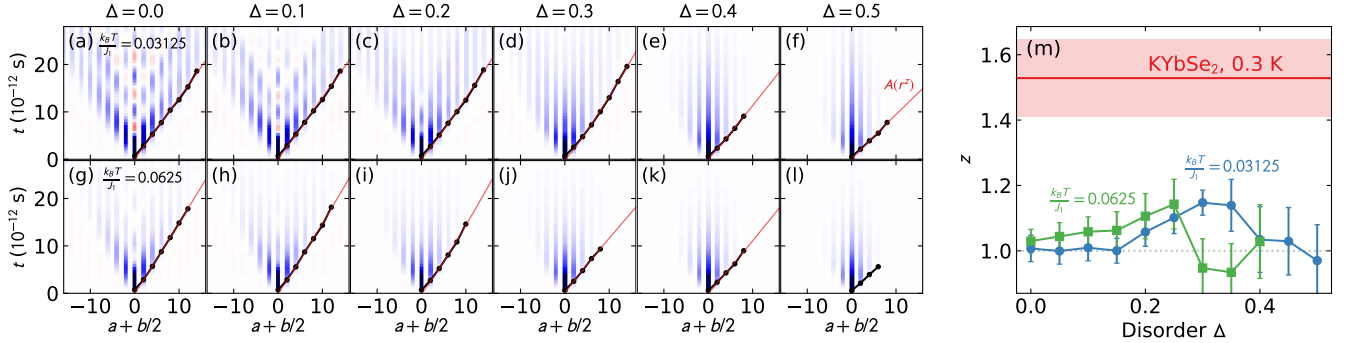 Δ = 0.0 Δ = 0.1 Δ = 0.2 Δ = 0.3 Δ = 0.4 Δ = 0.5
(a) k_BT/J_1 = 0.03125 (b) (c) (d) (e) (f)
A(r^z)
t (10^−12 s)
20
10
0
(g) k_BT/J_1 = 0.0625 (h) (i) (j) (k) (l)
t (10^−12 s)
20
10
0
−10 0 10 −10 0 10 −10 0 10 −10 0 10 −10 0 10 −10 0 10
a + b/2 a + b/2 a + b/2 a + b/2 a + b/2 a + b/2
(m)
KYbSe₂, 0.3 K
k_BT/J_1 = 0.03125
k_BT/J_1 = 0.0625
z
1.6
1.4
1.2
1.0
0.0 0.2 0.4
Disorder Δ